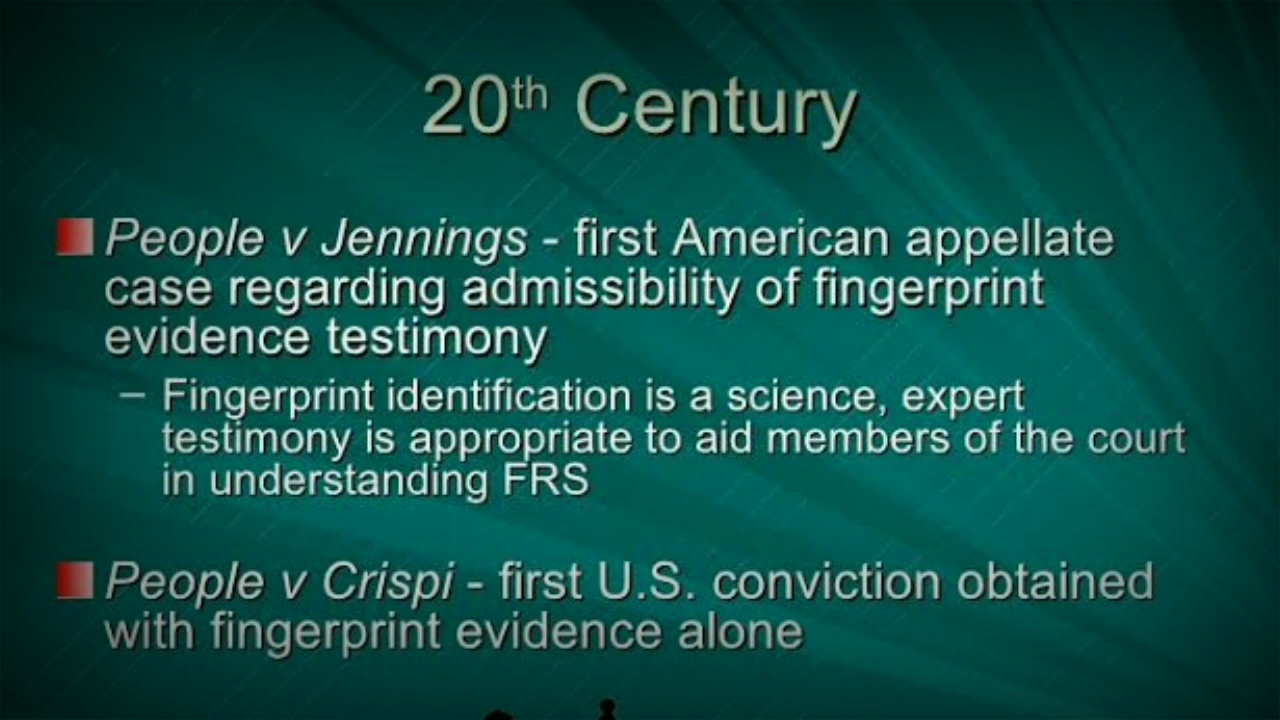 20th Century
People v Jennings - first American appellate
case regarding admissibility of fingerprint
evidence testimony
– Fingerprint identification is a science, expert
testimony is appropriate to aid members of the court
in understanding FRS
People v Crispi - first U.S. conviction obtained
with fingerprint evidence alone